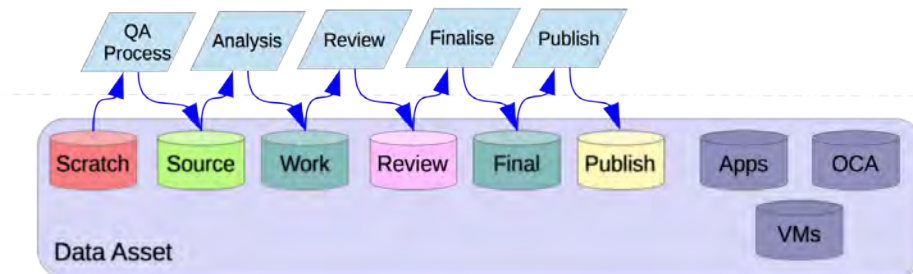 QA
Process
Analysis
Review
Finalise
Publish
Scratch
Source
Work
Review
Final
Publish
Apps
OCA
VMs
Data Asset